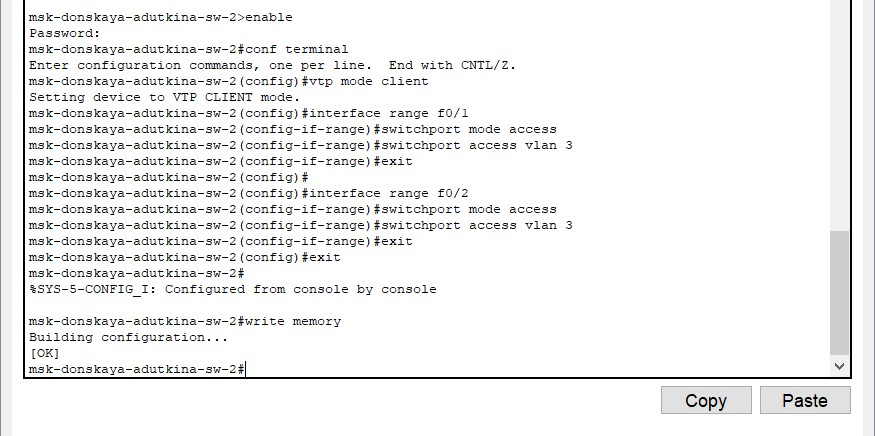 msk-donskaya-adutkina-sw-2>enable
Password:
msk-donskaya-adutkina-sw-2#conf terminal
Enter configuration commands, one per line.  End with CNTL/Z.
msk-donskaya-adutkina-sw-2(config)#vtp mode client
Setting device to VTP CLIENT mode.
msk-donskaya-adutkina-sw-2(config)#interface range f0/1
msk-donskaya-adutkina-sw-2(config-if-range)#switchport mode access
msk-donskaya-adutkina-sw-2(config-if-range)#switchport access vlan 3
msk-donskaya-adutkina-sw-2(config-if-range)#exit
msk-donskaya-adutkina-sw-2(config)#
msk-donskaya-adutkina-sw-2(config)#interface range f0/2
msk-donskaya-adutkina-sw-2(config-if-range)#switchport mode access
msk-donskaya-adutkina-sw-2(config-if-range)#switchport access vlan 3
msk-donskaya-adutkina-sw-2(config-if-range)#exit
msk-donskaya-adutkina-sw-2(config)#exit
msk-donskaya-adutkina-sw-2#
%SYS-5-CONFIG_I: Configured from console by console
msk-donskaya-adutkina-sw-2#write memory
Building configuration...
[OK]
msk-donskaya-adutkina-sw-2#
Copy Paste